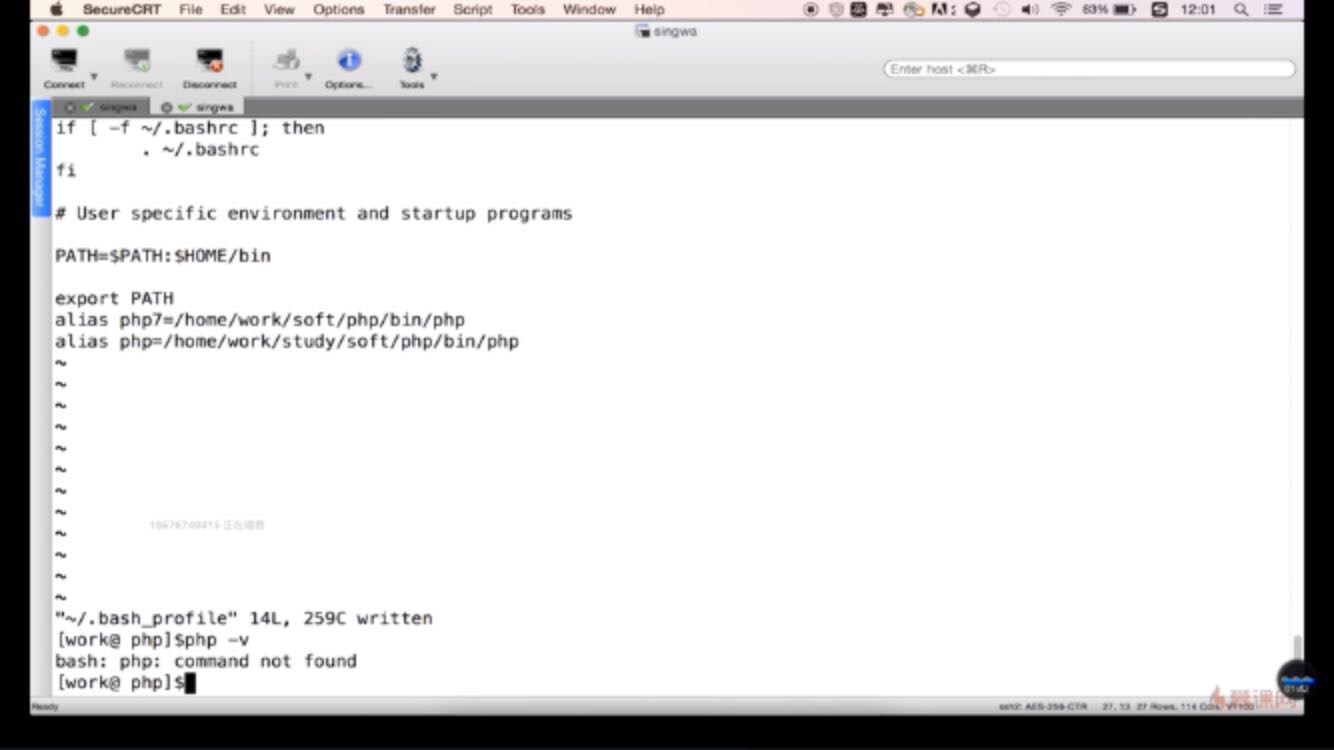 SecureCRT File Edit View Options Transfer Script Tools Window Help 83% 12:01
singwa
Connect Reconnect Disconnect Print Options... Tools Enter host <⌘R>
singwa singwa
Session Manager
if [ -f ~/.bashrc ]; then
        . ~/.bashrc
fi
# User specific environment and startup programs
PATH=$PATH:$HOME/bin
export PATH
alias php7=/home/work/soft/php/bin/php
alias php=/home/work/study/soft/php/bin/php
~
~
~
~
~
~
~
~
~
~
~
~
18676740415 正在观看
"~/.bash_profile" 14L, 259C written
[work@ php]$php -v
bash: php: command not found
[work@ php]$
01:42
慕课网
Ready ssh2: AES-256-CTR 27, 13 27 Rows, 114 Cols VT100